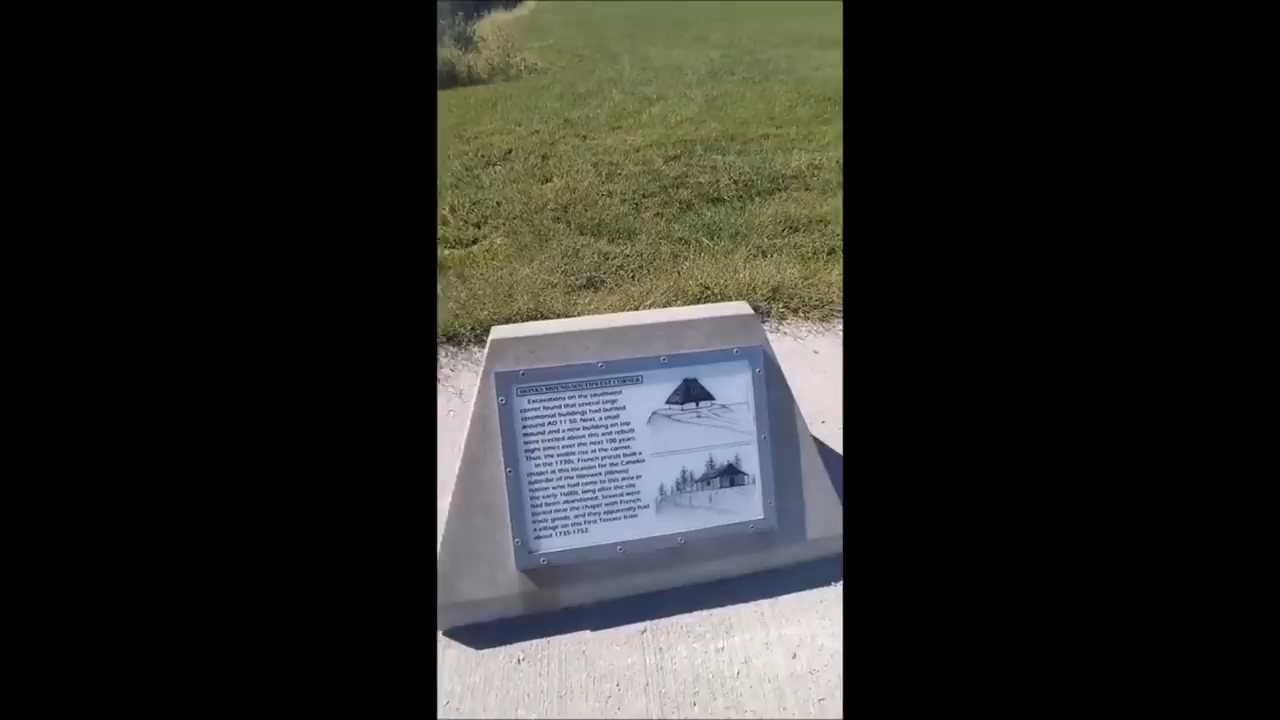 MONKS MOUND-SOUTHWEST CORNER
Excavations on the southwest
corner found that several large
ceremonial buildings had burned
around AD 1150. Next, a small
mound and a new building on top
were erected above this and rebuilt
eight times over the next 100 years.
Thus, the visible rise at the corner.
In the 1730s, French priests built a
chapel at this location for the Cahokia
subtribe of the Illiniwek (Illinois)
nation who had come to this area in
the early 1600s, long after the site
had been abandoned. Several were
buried near the chapel with French
trade goods, and they apparently had
a village on this First Terrace from
about 1735-1752.